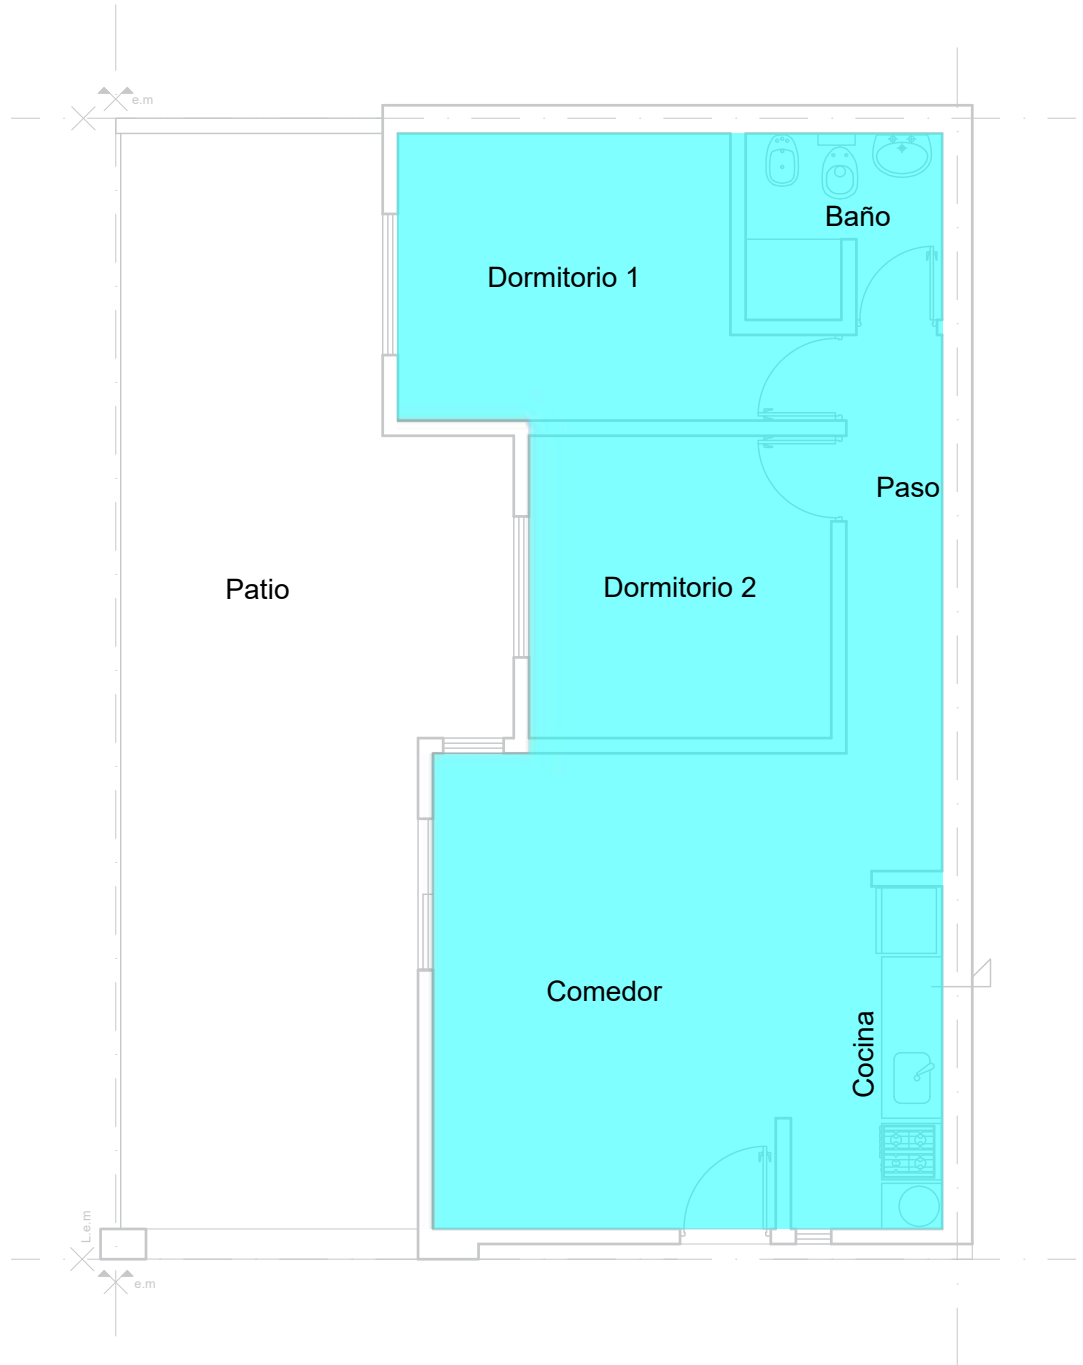 e.m
Baño
Dormitorio 1
Paso
Patio
Dormitorio 2
Comedor
Cocina
L.e.m
e.m